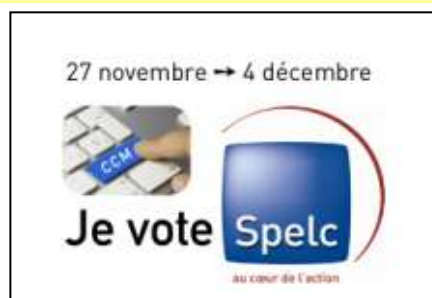 27 novembre → 4 décembre
CCM
Je vote Spelc
au cœur de l'action